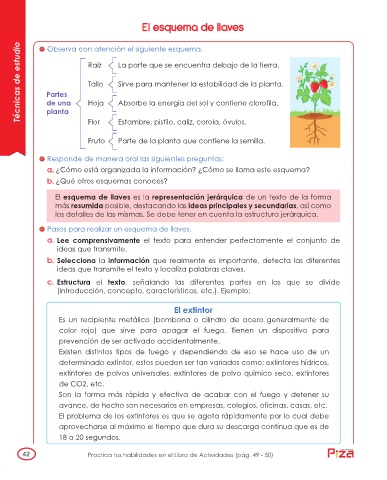 El esquema de llaves
Técnicas de estudio
Observa con atención el siguiente esquema.
Partes
de una
planta
Raíz La parte que se encuentra debajo de la tierra.
Tallo Sirve para mantener la estabilidad de la planta.
Hoja Absorbe la energía del sol y contiene clorofila.
Flor Estambre, pistilo, cáliz, corola, óvulos.
Fruto Parte de la planta que contiene la semilla.
Responde de manera oral las siguientes preguntas:
a. ¿Cómo está organizada la información? ¿Cómo se llama este esquema?
b. ¿Qué otros esquemas conoces?
El esquema de llaves es la representación jerárquica de un texto de la forma
más resumida posible, destacando las ideas principales y secundarias, así como
los detalles de las mismas. Se debe tener en cuenta la estructura jerárquica.
Pasos para realizar un esquema de llaves.
a. Lee comprensivamente el texto para entender perfectamente el conjunto de
ideas que transmite.
b. Selecciona la información que realmente es importante, detecta las diferentes
ideas que transmite el texto y localiza palabras claves.
c. Estructura el texto, señalando las diferentes partes en las que se divide
(introducción, concepto, características, etc.). Ejemplo:
El extintor
Es un recipiente metálico (bombona o cilindro de acero generalmente de
color rojo) que sirve para apagar el fuego. Tienen un dispositivo para
prevención de ser activado accidentalmente.
Existen distintos tipos de fuego y dependiendo de eso se hace uso de un
determinado extintor, estos pueden ser tan variados como: extintores hídricos,
extintores de polvos universales, extintores de polvo químico seco, extintores
de CO2, etc.
Son la forma más rápida y efectiva de acabar con el fuego y detener su
avance, de hecho son necesarios en empresas, colegios, oficinas, casas, etc.
El problema de los extintores es que se agota rápidamente por lo cual debe
aprovecharse al máximo el tiempo que dura su descarga continua que es de
18 a 20 segundos.
42 Practica tus habilidades en el Libro de Actividades (pág. 49 - 50)